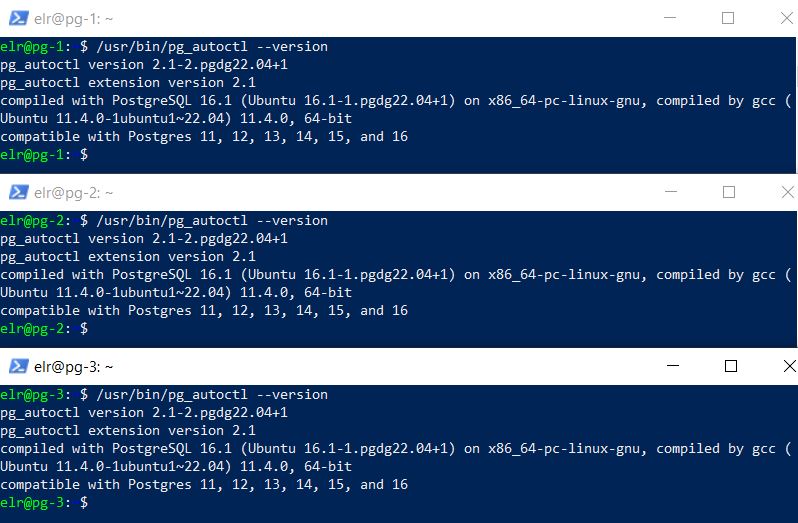 elr@pg-1: ~
elr@pg-1: $ /usr/bin/pg_autoctl --version
pg_autoctl version 2.1-2.pgdg22.04+1
pg_autoctl extension version 2.1
compiled with PostgreSQL 16.1 (Ubuntu 16.1-1.pgdg22.04+1) on x86_64-pc-linux-gnu, compiled by gcc (
Ubuntu 11.4.0-1ubuntu1~22.04) 11.4.0, 64-bit
compatible with Postgres 11, 12, 13, 14, 15, and 16
elr@pg-1: $
elr@pg-2: ~
elr@pg-2: $ /usr/bin/pg_autoctl --version
pg_autoctl version 2.1-2.pgdg22.04+1
pg_autoctl extension version 2.1
compiled with PostgreSQL 16.1 (Ubuntu 16.1-1.pgdg22.04+1) on x86_64-pc-linux-gnu, compiled by gcc (
Ubuntu 11.4.0-1ubuntu1~22.04) 11.4.0, 64-bit
compatible with Postgres 11, 12, 13, 14, 15, and 16
elr@pg-2: $
elr@pg-3: ~
elr@pg-3: $ /usr/bin/pg_autoctl --version
pg_autoctl version 2.1-2.pgdg22.04+1
pg_autoctl extension version 2.1
compiled with PostgreSQL 16.1 (Ubuntu 16.1-1.pgdg22.04+1) on x86_64-pc-linux-gnu, compiled by gcc (
Ubuntu 11.4.0-1ubuntu1~22.04) 11.4.0, 64-bit
compatible with Postgres 11, 12, 13, 14, 15, and 16
elr@pg-3: $